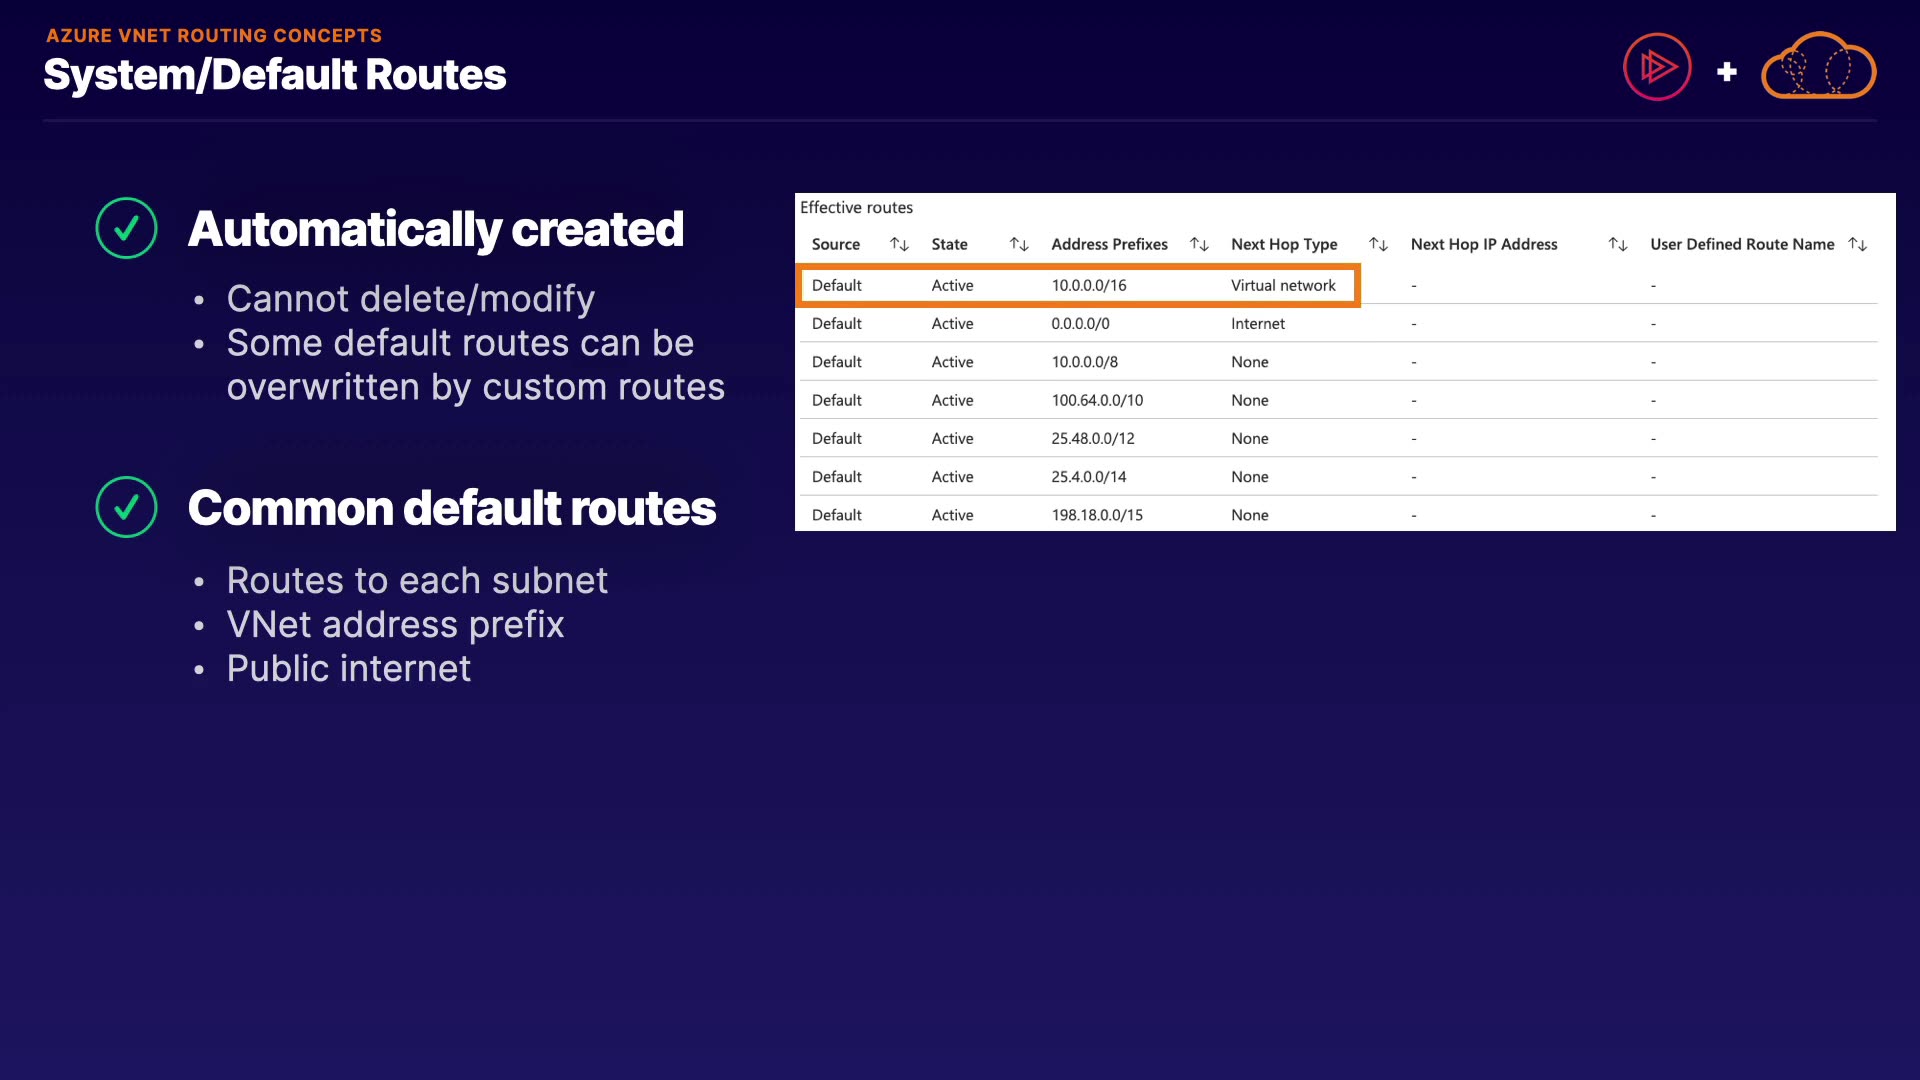 AZURE VNET ROUTING CONCEPTS
System/Default Routes
+
Automatically created
• Cannot delete/modify
• Some default routes can be
overwritten by custom routes
Common default routes
• Routes to each subnet
• VNet address prefix
• Public internet
Effective routes
Source State Address Prefixes Next Hop Type Next Hop IP Address User Defined Route Name
Default Active 10.0.0.0/16 Virtual network - -
Default Active 0.0.0.0/0 Internet - -
Default Active 10.0.0.0/8 None - -
Default Active 100.64.0.0/10 None - -
Default Active 25.48.0.0/12 None - -
Default Active 25.4.0.0/14 None - -
Default Active 198.18.0.0/15 None - -